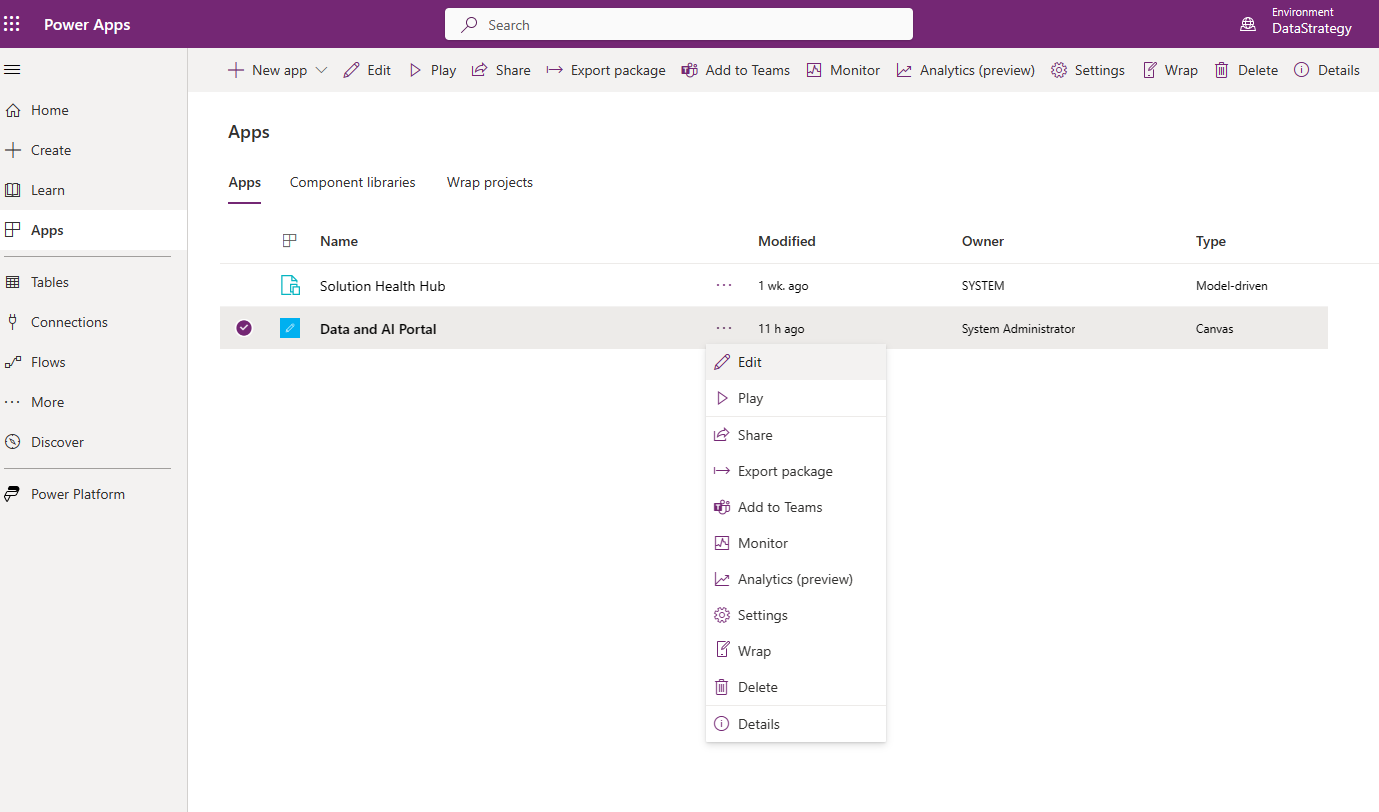 Power Apps
Search
Environment
DataStrategy
New app
Edit
Play
Share
Export package
Add to Teams
Monitor
Analytics (preview)
Settings
Wrap
Delete
Details
Home
Create
Learn
Apps
Tables
Connections
Flows
More
Discover
Power Platform
Apps
Apps Component libraries Wrap projects
Name Modified Owner Type
Solution Health Hub ... 1 wk. ago SYSTEM Model-driven
Data and AI Portal ... 11 h ago System Administrator Canvas
Edit
Play
Share
Export package
Add to Teams
Monitor
Analytics (preview)
Settings
Wrap
Delete
Details